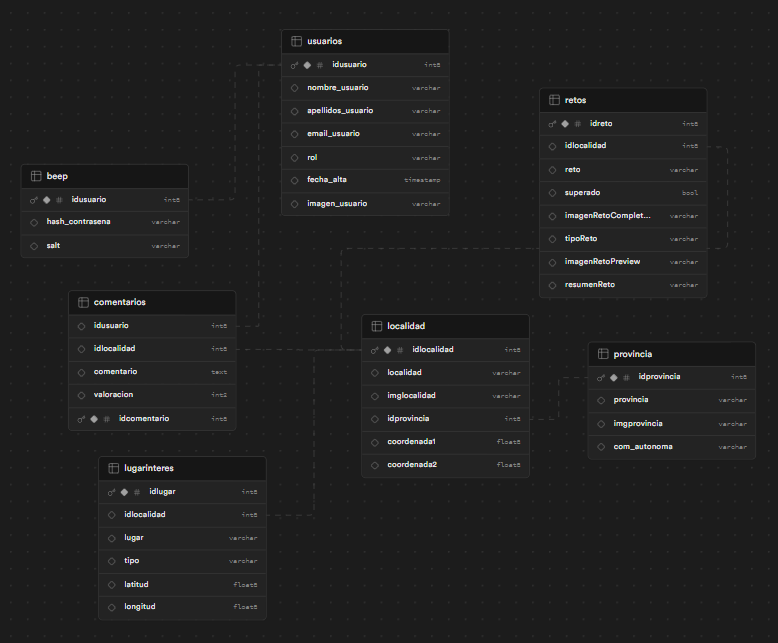 usuarios
# idusuario int8
nombre_usuario varchar
apellidos_usuario varchar
email_usuario varchar
rol varchar
fecha_alta timestamp
imagen_usuario varchar
retos
# idreto int8
idlocalidad int8
reto varchar
superado bool
imagenRetoComplet... varchar
tipoReto varchar
imagenRetoPreview varchar
resumenReto varchar
beep
# idusuario int8
hash_contrasena varchar
salt varchar
comentarios
idusuario int8
idlocalidad int8
comentario text
valoracion int2
# idcomentario int8
localidad
# idlocalidad int8
localidad varchar
imglocalidad varchar
idprovincia int8
coordenada1 float8
coordenada2 float8
provincia
# idprovincia int8
provincia varchar
imgprovincia varchar
com_autonoma varchar
lugarinteres
# idlugar int8
idlocalidad int8
lugar varchar
tipo varchar
latitud float8
longitud float8